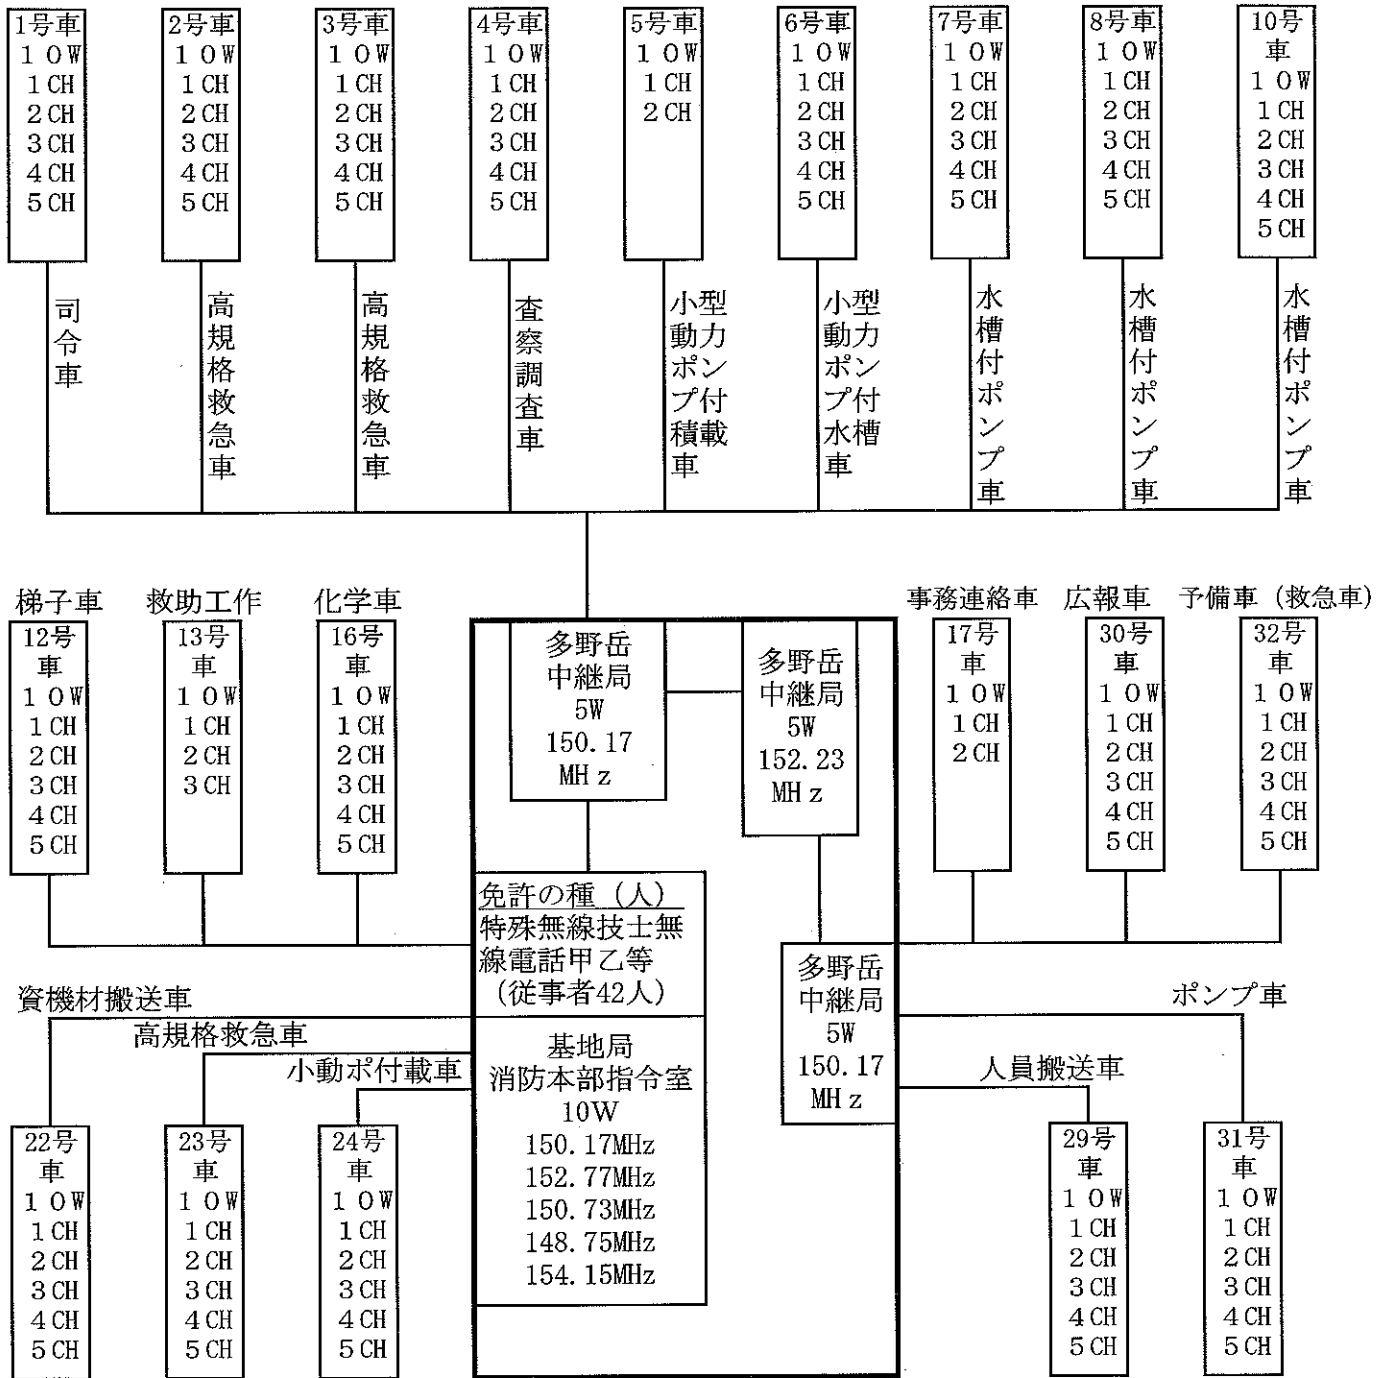 1号車
１０W
１CH
２CH
３CH
４CH
５CH
2号車
１０W
１CH
２CH
３CH
４CH
５CH
3号車
１０W
１CH
２CH
３CH
４CH
５CH
4号車
１０W
１CH
２CH
３CH
４CH
５CH
5号車
１０W
１CH
２CH
6号車
１０W
１CH
２CH
３CH
４CH
５CH
7号車
１０W
１CH
２CH
３CH
４CH
５CH
8号車
１０W
１CH
２CH
３CH
４CH
５CH
10号
車
１０W
１CH
２CH
３CH
４CH
５CH
司令車
高規格救急車
高規格救急車
査察調査車
小型動力ポンプ付積載車
小型動力ポンプ付水槽車
水槽付ポンプ車
水槽付ポンプ車
水槽付ポンプ車
梯子車
12号
車
１０W
１CH
２CH
３CH
４CH
５CH
救助工作
13号
車
１０W
１CH
２CH
３CH
化学車
16号
車
１０W
１CH
２CH
３CH
４CH
５CH
多野岳
中継局
5W
150.17
MHz
多野岳
中継局
5W
152.23
MHz
事務連絡車
17号
車
１０W
１CH
２CH
広報車
30号
車
１０W
１CH
２CH
３CH
４CH
５CH
予備車（救急車）
32号
車
１０W
１CH
２CH
３CH
４CH
５CH
免許の種（人）
特殊無線技士無
線電話甲乙等
（従事者42人）
基地局
消防本部指令室
10W
150.17MHz
152.77MHz
150.73MHz
148.75MHz
154.15MHz
多野岳
中継局
5W
150.17
MHz
資機材搬送車
22号
車
１０W
１CH
２CH
３CH
４CH
５CH
高規格救急車
23号
車
１０W
１CH
２CH
３CH
４CH
５CH
小動ポ付載車
24号
車
１０W
１CH
２CH
３CH
４CH
５CH
人員搬送車
29号
車
１０W
１CH
２CH
３CH
４CH
５CH
ポンプ車
31号
車
１０W
１CH
２CH
３CH
４CH
５CH